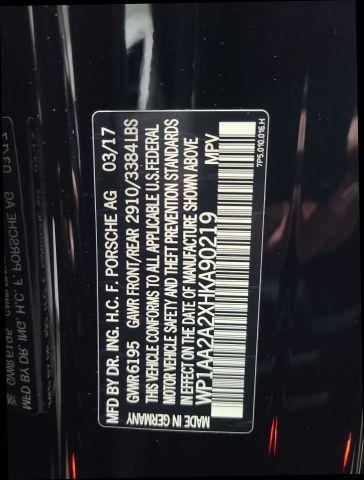 MFD BY DR. ING. H.C. F. PORSCHE AG 03/17
GVWR 6195 GAWR FRONT/REAR 2910/3384 LBS
THIS VEHICLE CONFORMS TO ALL APPLICABLE U.S.FEDERAL
MOTOR VEHICLE SAFETY AND THEFT PREVENTION STANDARDS
IN EFFECT ON THE DATE OF MANUFACTURE SHOWN ABOVE.
WP1AA2A2XHKA90219 MPV
MADE IN GERMANY
7P5.010.016.H